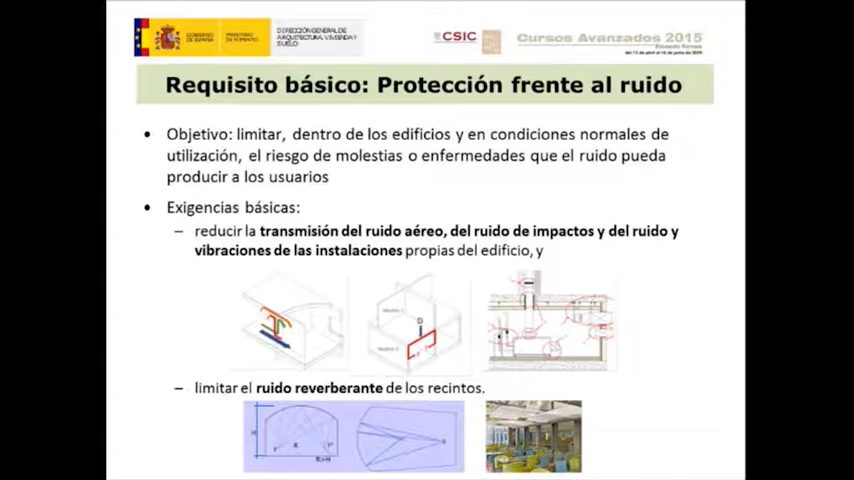 GOBIERNO
DE ESPAÑA
MINISTERIO
DE FOMENTO
DIRECCIÓN GENERAL DE
ARQUITECTURA, VIVIENDA Y
SUELO
CSIC
Cursos Avanzados 2015
Eduardo Torroja
Requisito básico: Protección frente al ruido
• Objetivo: limitar, dentro de los edificios y en condiciones normales de
utilización, el riesgo de molestias o enfermedades que el ruido pueda
producir a los usuarios
• Exigencias básicas:
– reducir la transmisión del ruido aéreo, del ruido de impactos y del ruido y
vibraciones de las instalaciones propias del edificio, y
– limitar el ruido reverberante de los recintos.